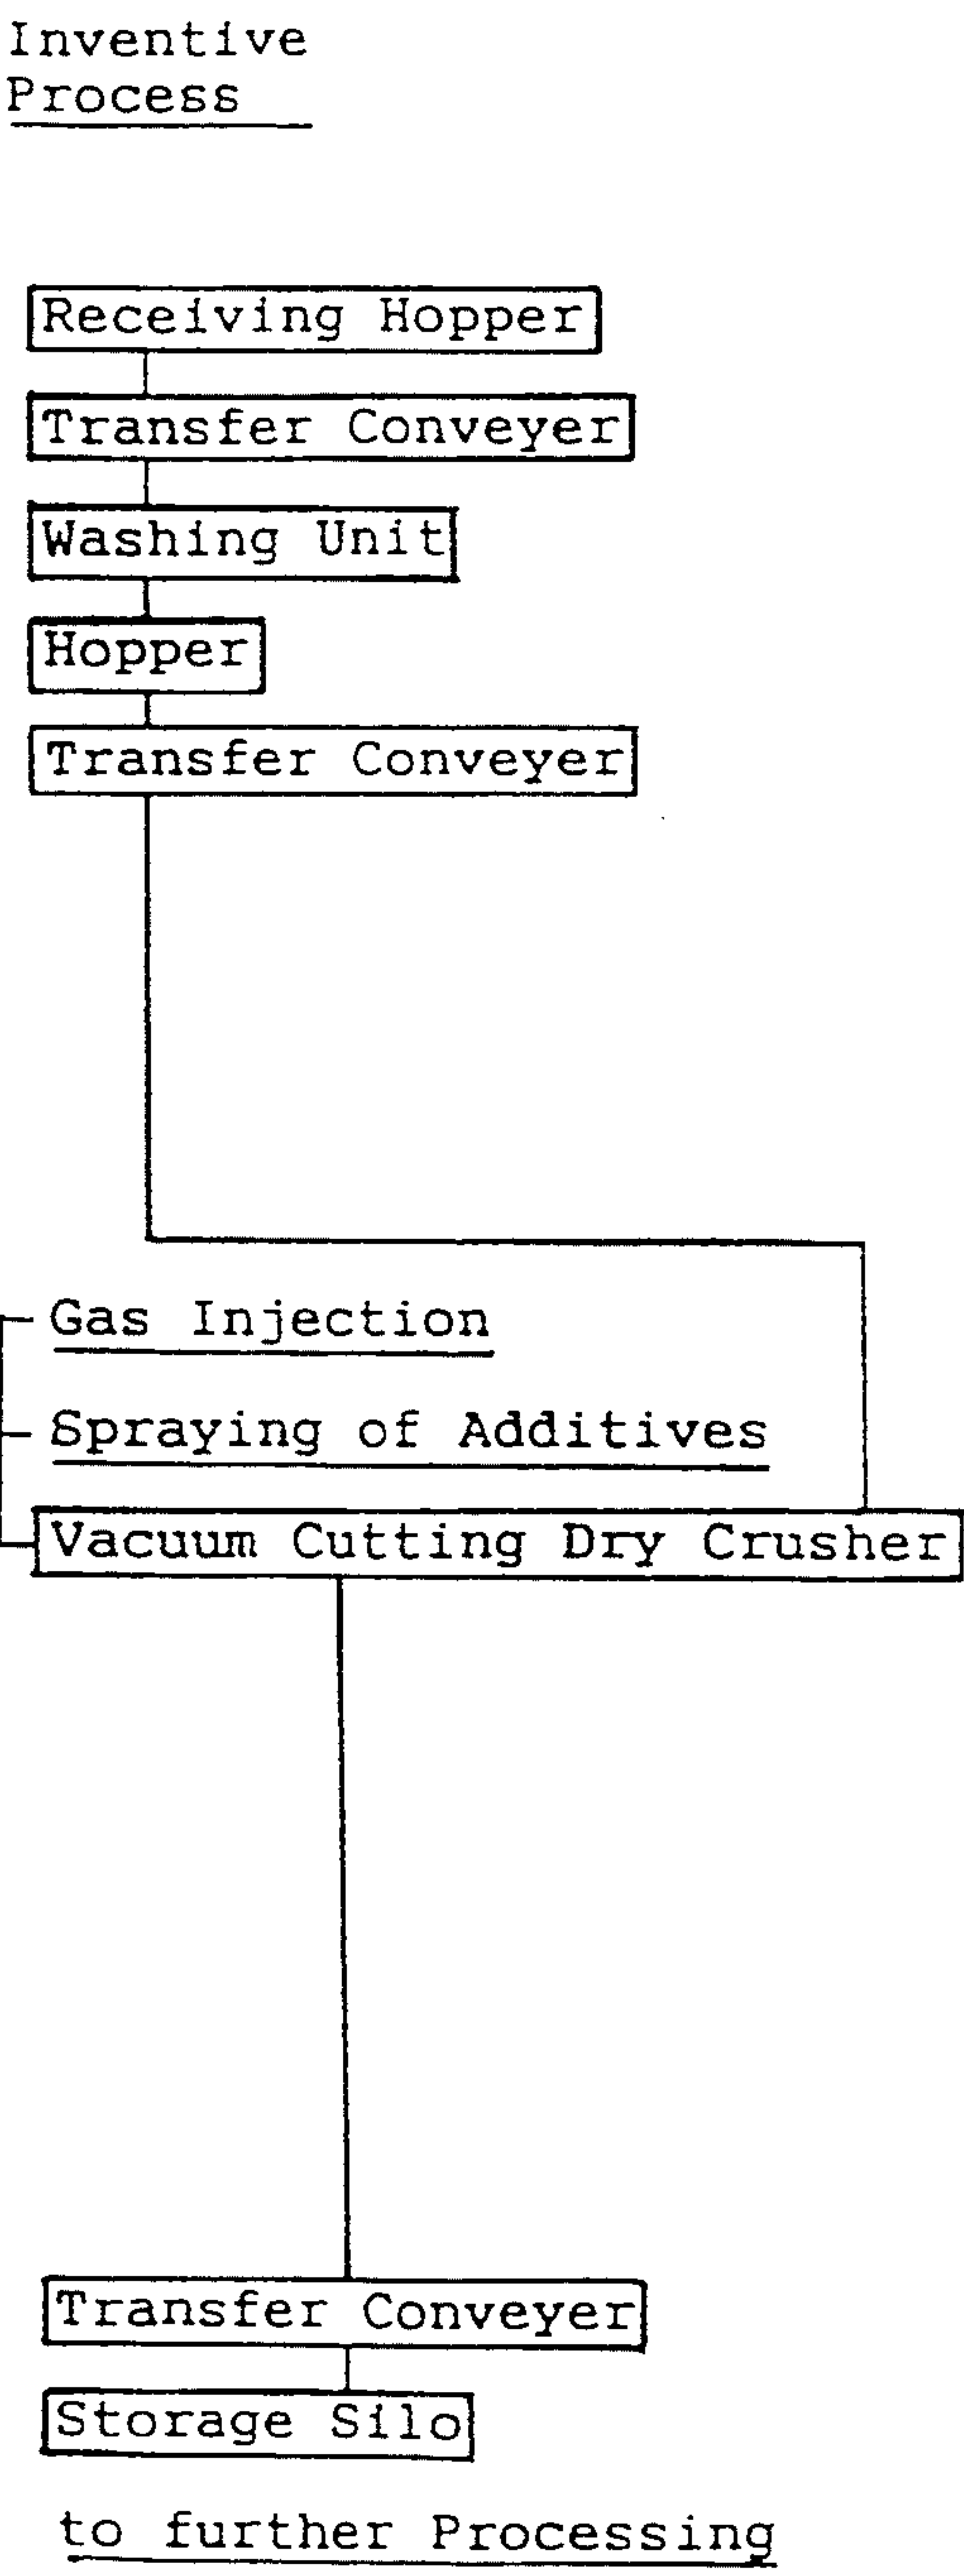 Inventive
Process
Receiving Hopper
Transfer Conveyer
Washing Unit
Hopper
Transfer Conveyer
Gas Injection
Spraying of Additives
Vacuum Cutting Dry Crusher
Transfer Conveyer
Storage Silo
to further Processing